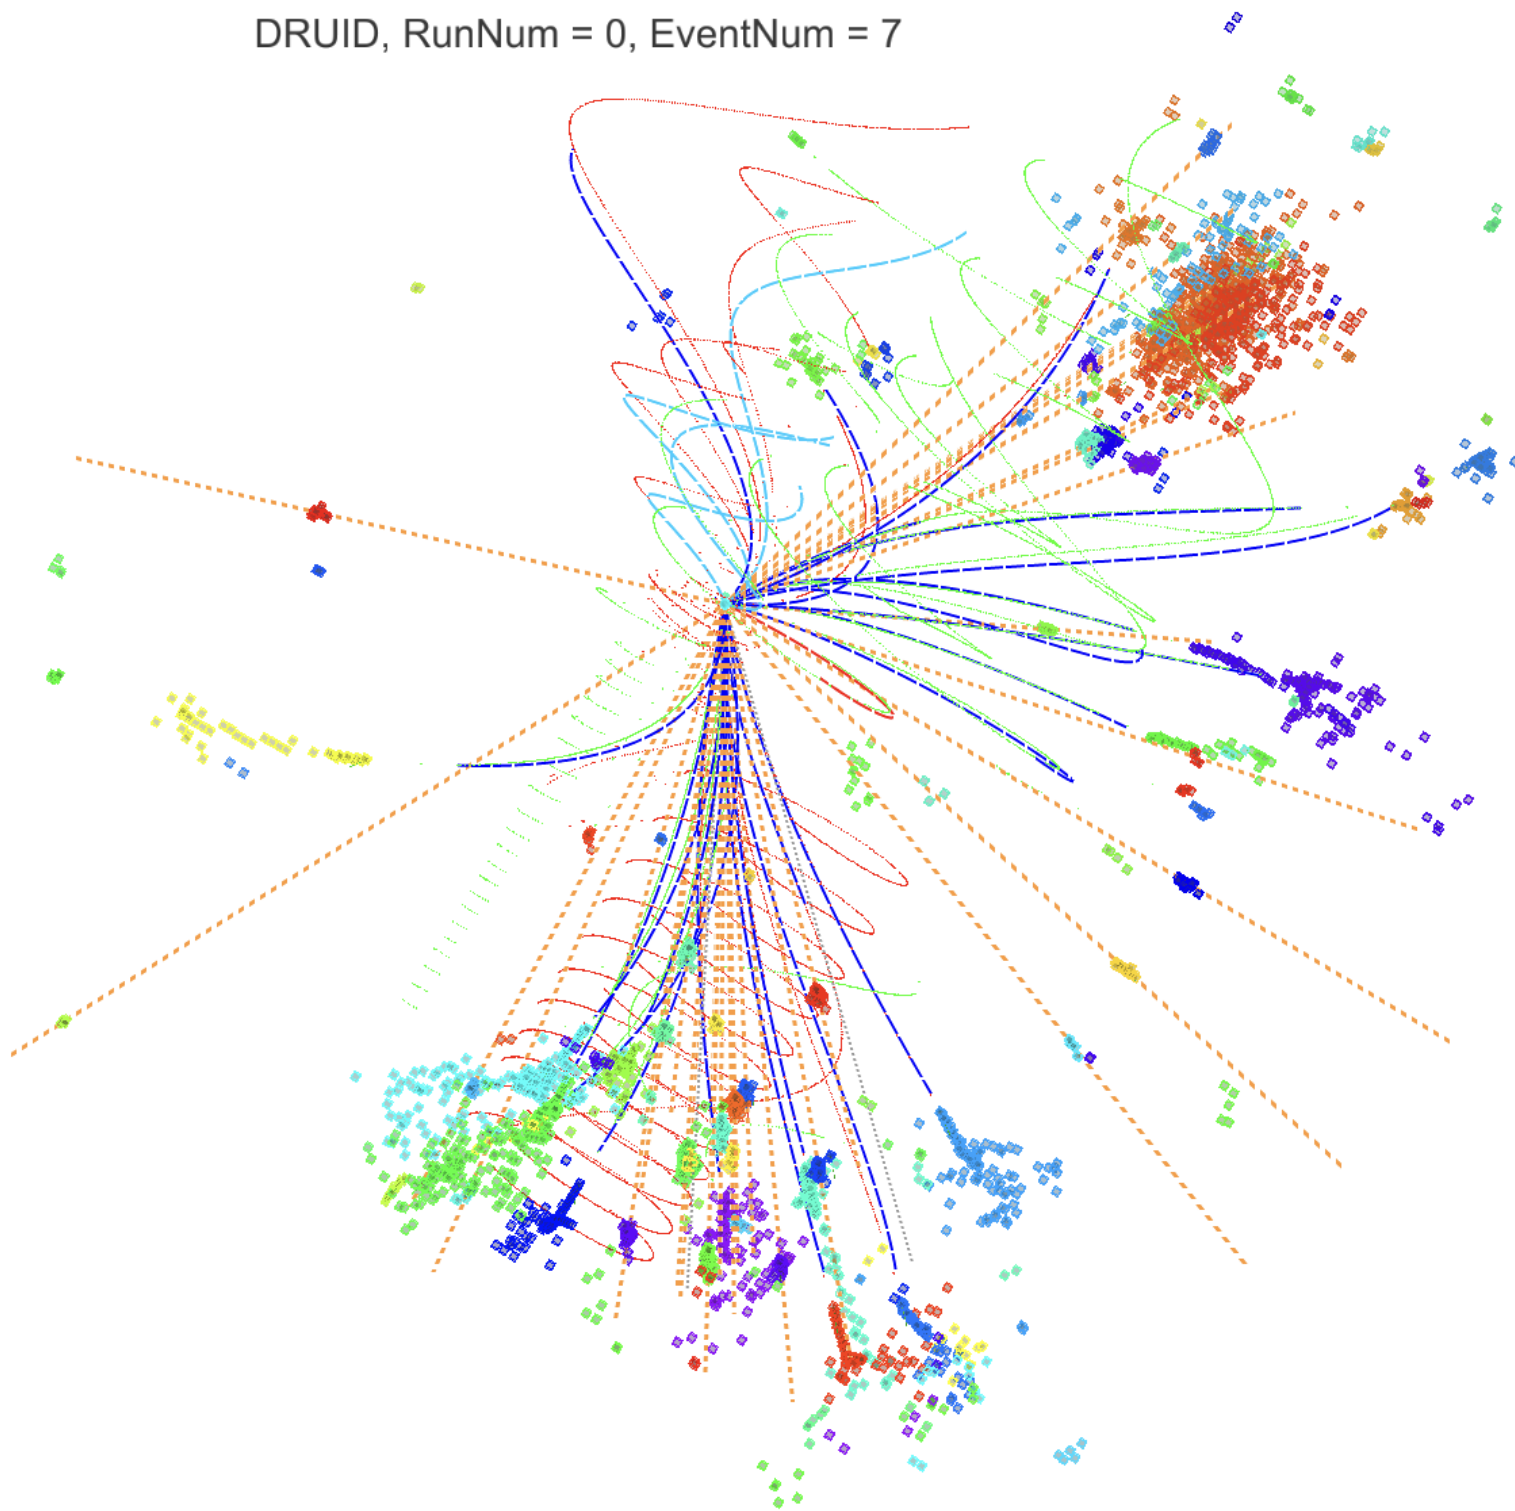 DRUID, RunNum = 0, EventNum = 7